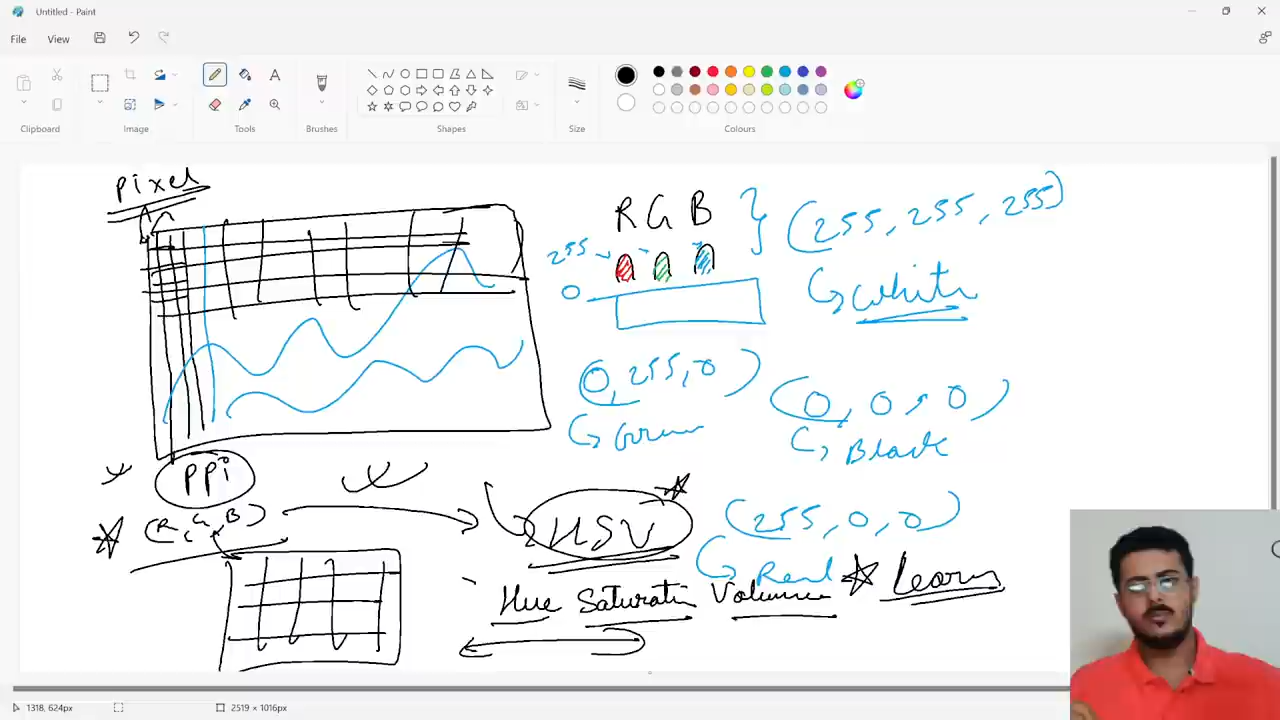 Untitled - Paint
File View
Clipboard Image Tools Brushes Shapes Size Colours
A
pixel
R G B
(255, 255, 255)
255
0
White
0, 255, 0)
Green
(0, 0, 0)
Black
PPi
(R, G, B)
HSV
(255, 0, 0)
Red
Hue Saturati Volume Learn
1318, 624px 2519 × 1016px